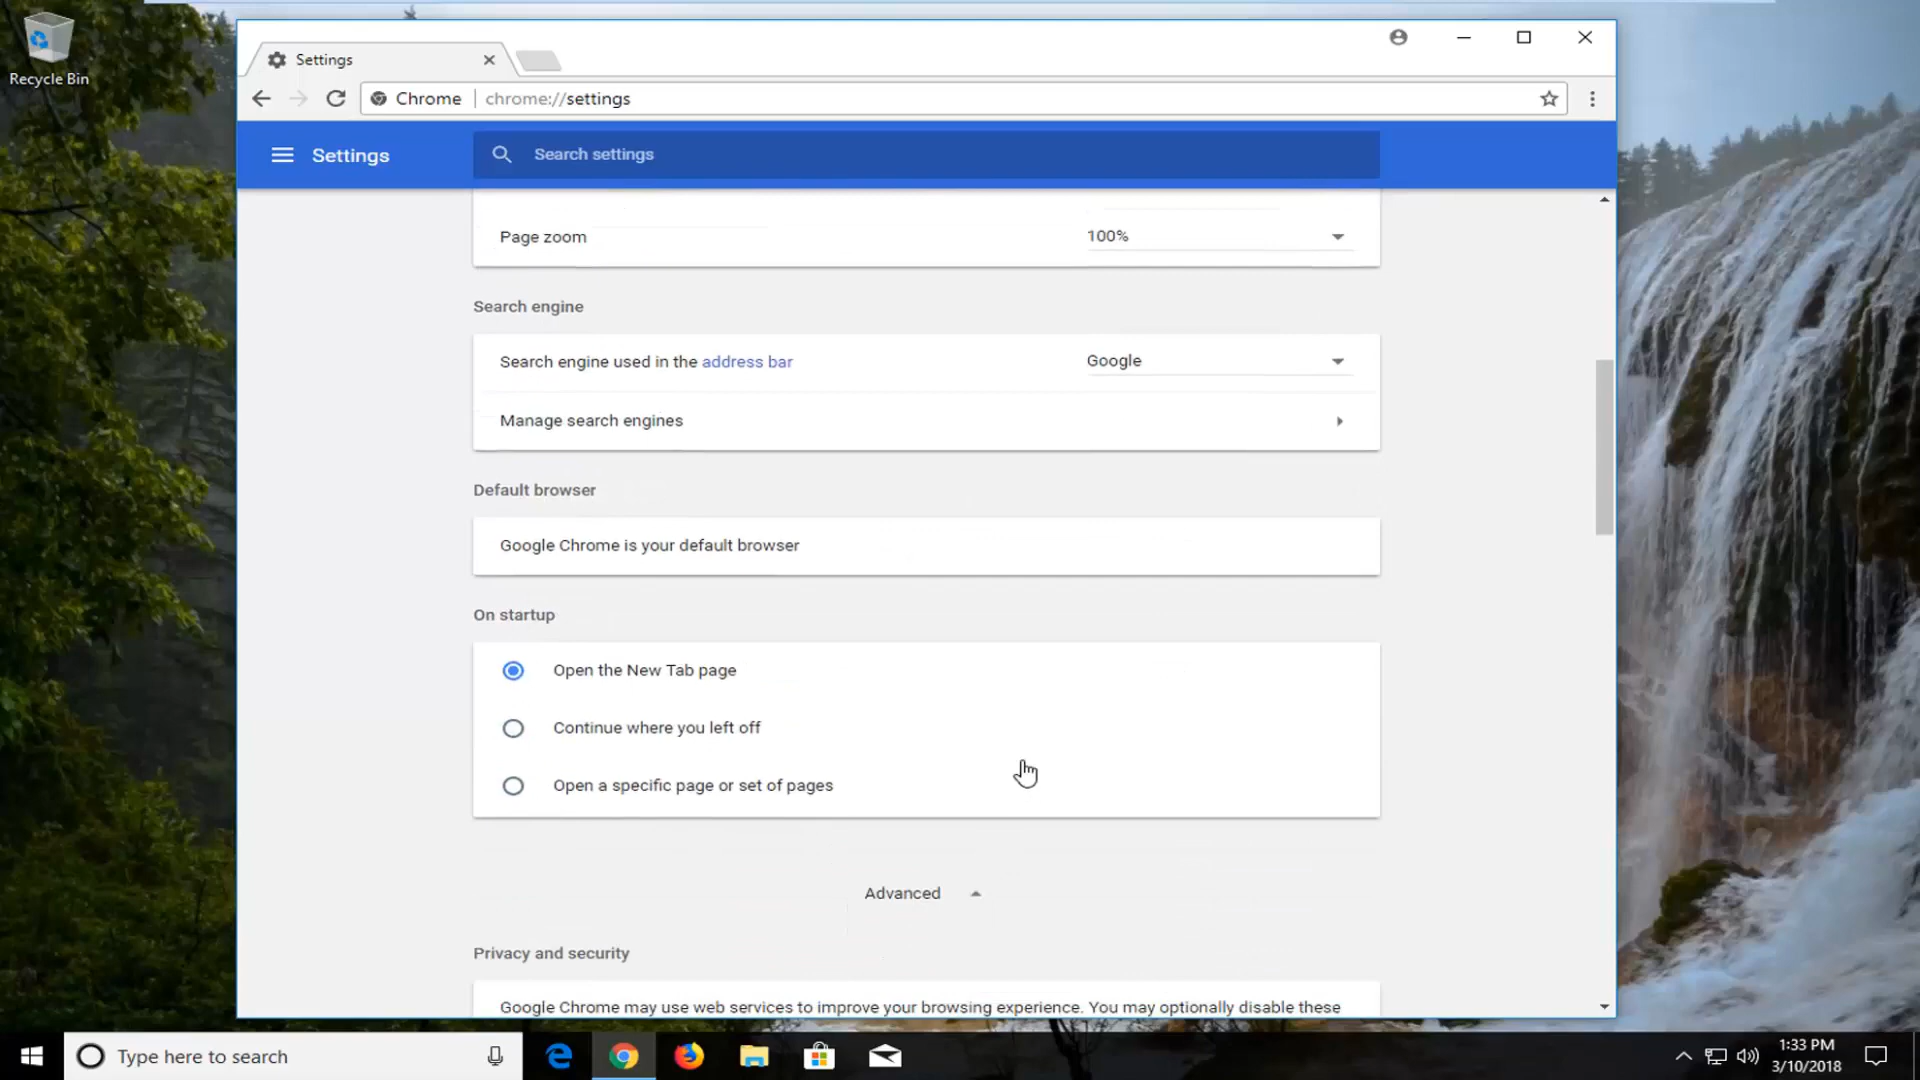 Recycle Bin
Settings
Chrome chrome://settings
Settings Search settings
Page zoom 100%
Search engine
Search engine used in the address bar Google
Manage search engines
Default browser
Google Chrome is your default browser
On startup
Open the New Tab page
Continue where you left off
Open a specific page or set of pages
Advanced
Privacy and security
Google Chrome may use web services to improve your browsing experience. You may optionally disable these
Type here to search
1:33 PM
3/10/2018